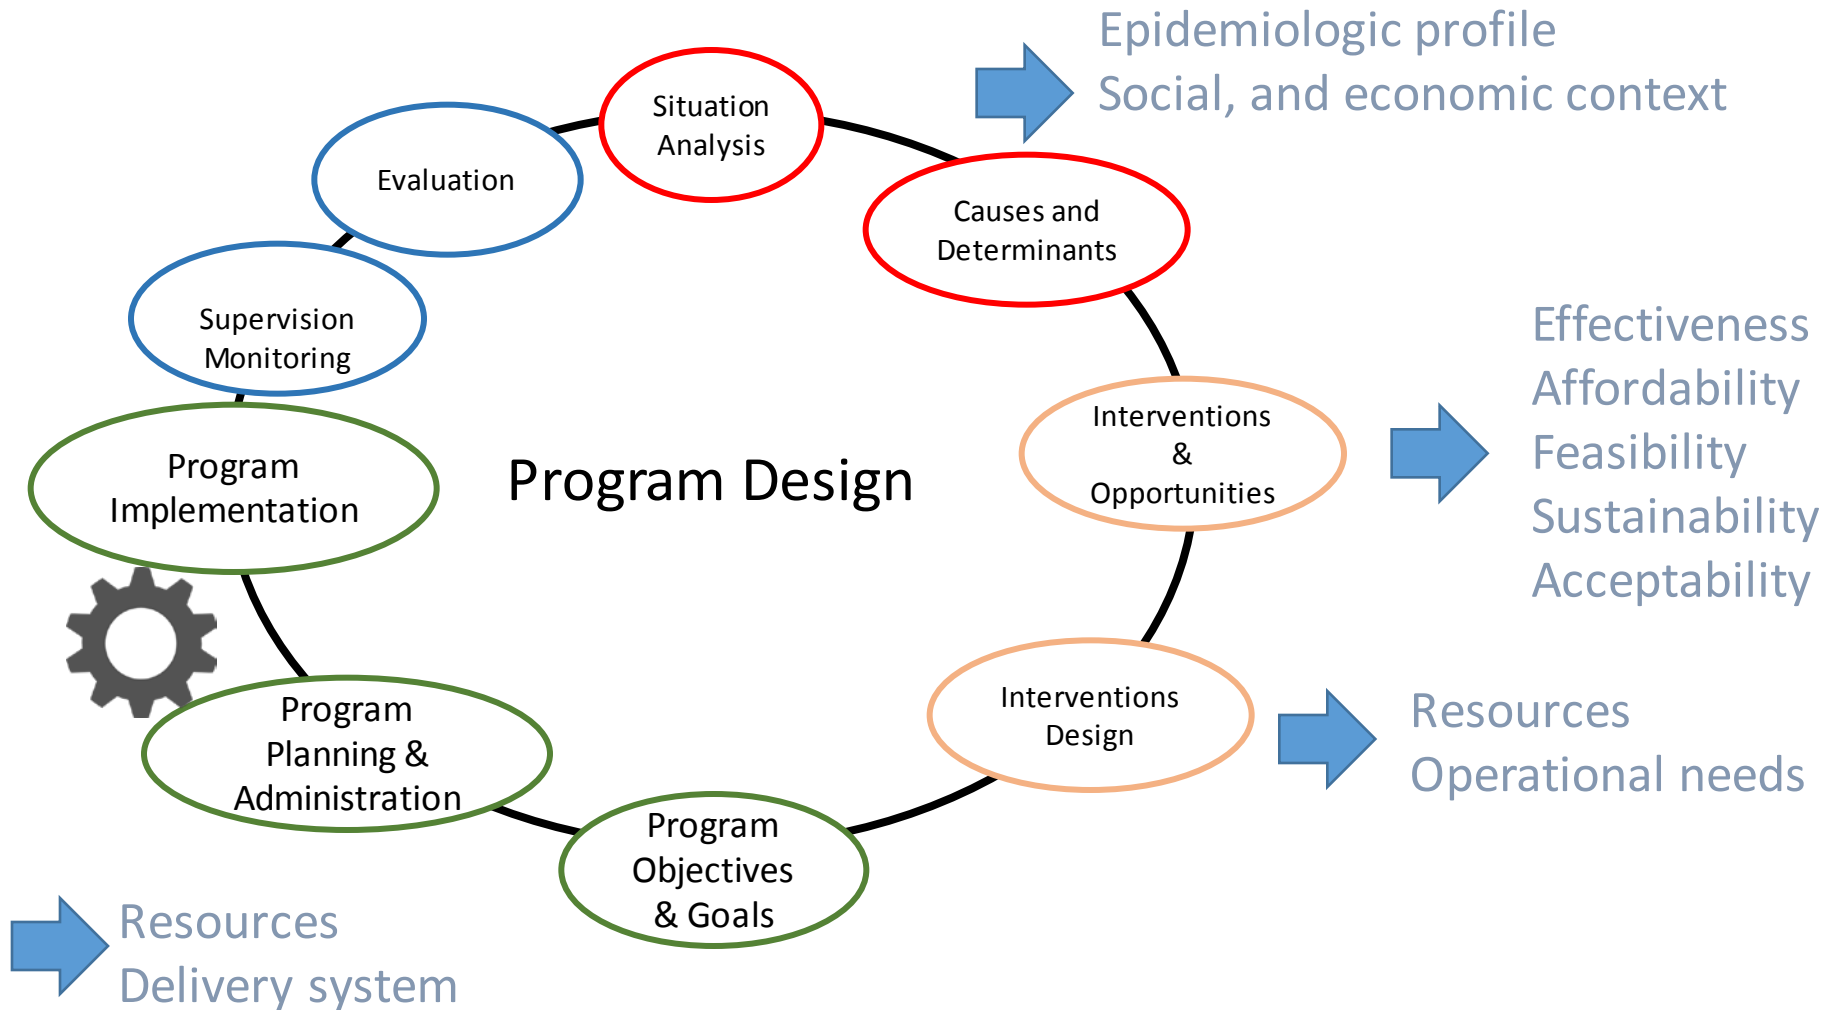 Epidemiologic profile
Social, and economic context
Situation
Analysis
Evaluation
Causes and
Determinants
Supervision
Monitoring
Effectiveness
Affordability
Feasibility
Sustainability
Acceptability
Interventions
&
Opportunities
Program
Implementation
Program Design
Interventions
Design
Resources
Operational needs
Program
Planning &
Administration
Program
Objectives
& Goals
Resources
Delivery system